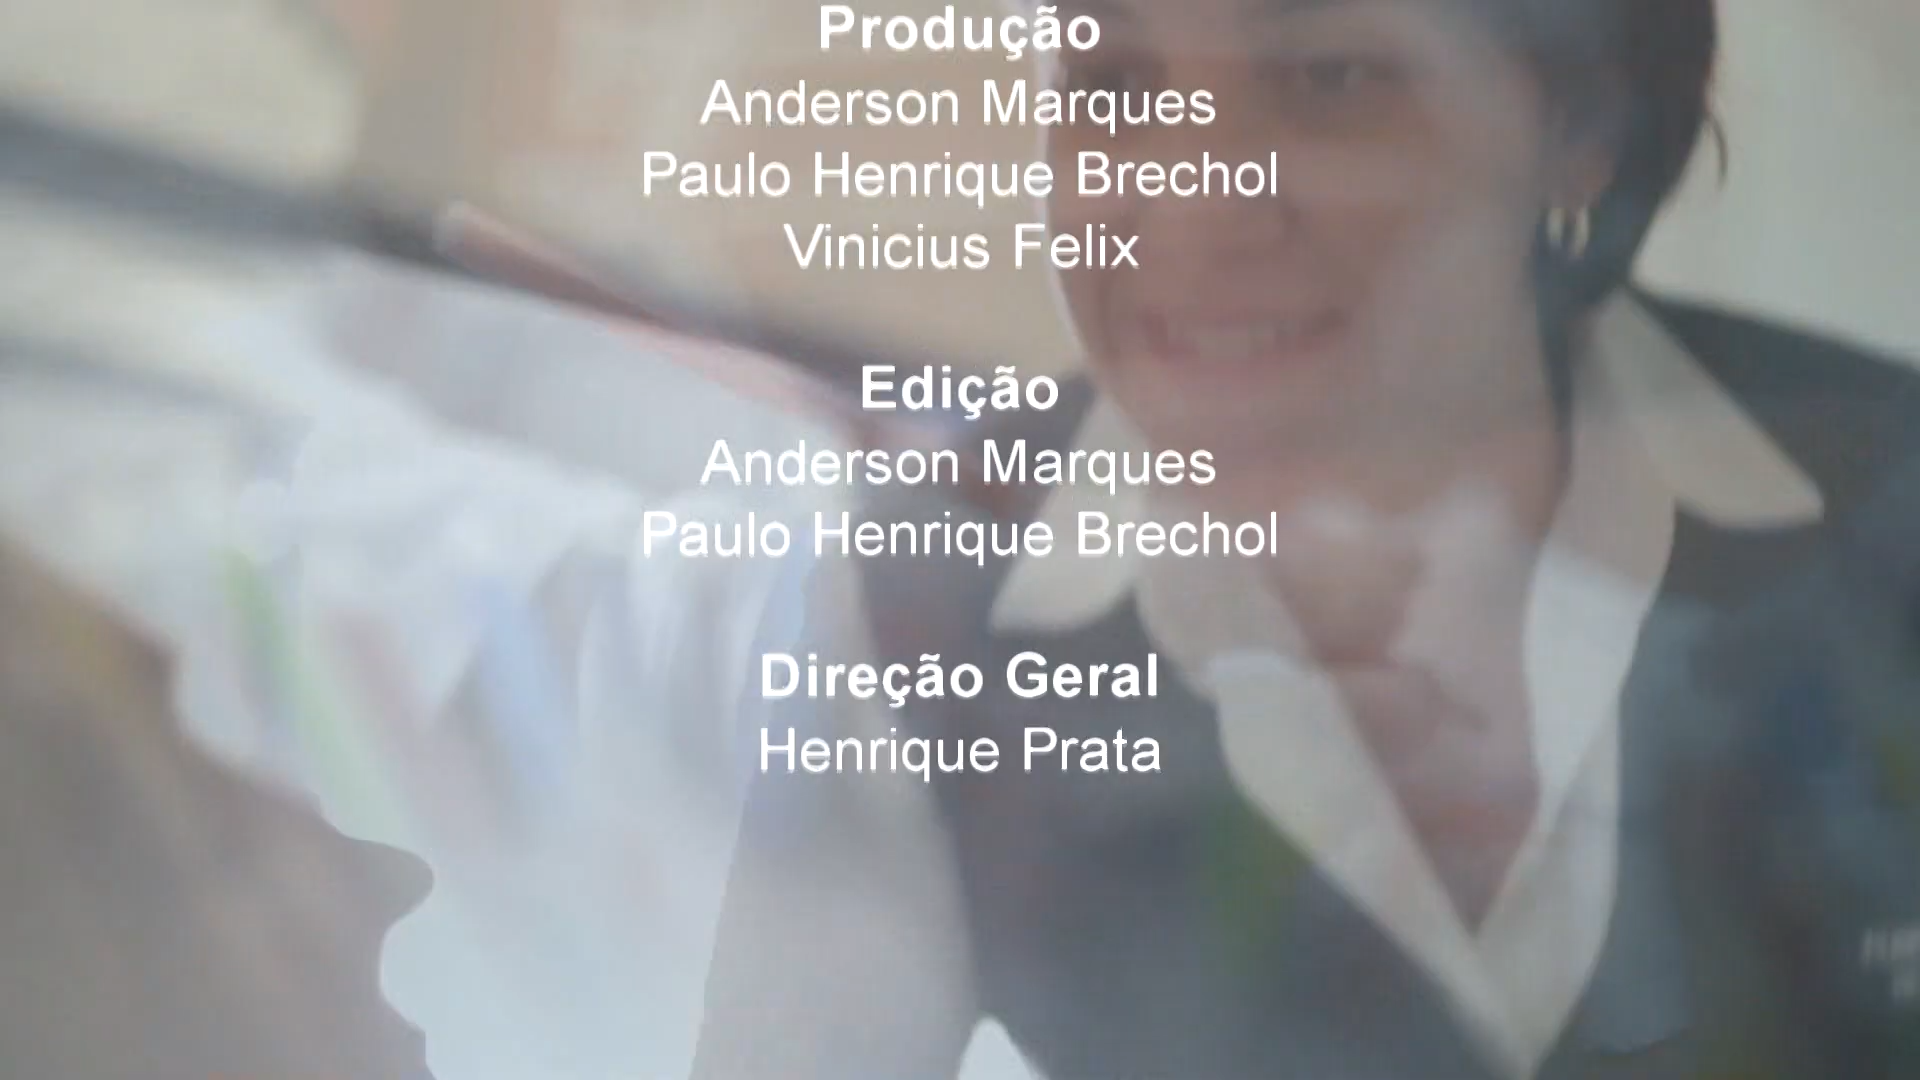 Produção
Anderson Marques
Paulo Henrique Brechol
Vinicius Felix
Edição
Anderson Marques
Paulo Henrique Brechol
Direção Geral
Henrique Prata